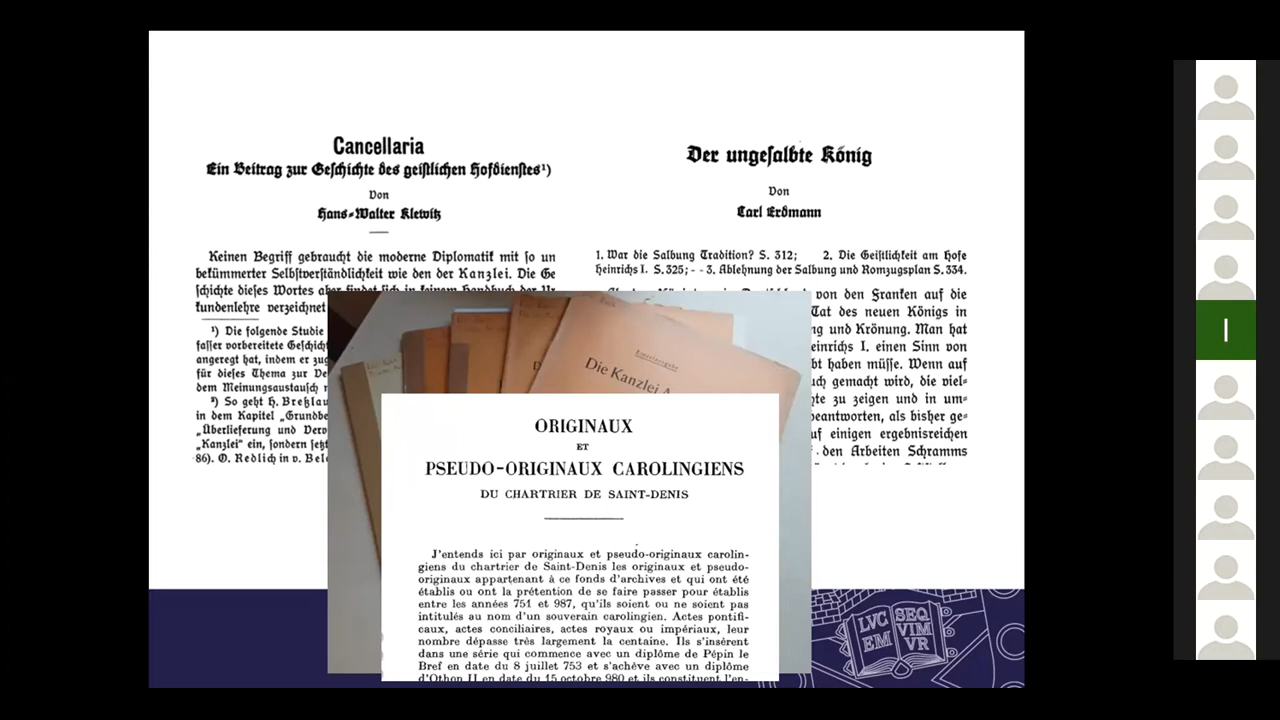 Cancellaria
Ein Beitrag zur Geschichte des geistlichen Hofdienstes¹)
Von
Hans-Walter Klewitz
Keinen Begriff gebraucht die moderne Diplomatik mit so un
bekümmerter Selbstverständlichkeit wie den der Kanzlei. Die Ge
schichte dieses Wortes aber findet sich in keinem Handbuch der Ur
kundenlehre verzeichnet
¹) Die folgende Studie
fasser vorbereitete Geschicht
angeregt hat, indem er zug
für dieses Thema zur Ve
dem Meinungsaustausch
²) So geht H. Breßlau
in dem Kapitel „Grundbe
„Überlieferung und Verv
„Kanzlei“ ein, sondern jetzt
86). O. Redlich in v. Belo
Der ungesalbte König
Von
Carl Erdmann
1. War die Salbung Tradition? S. 312; 2. Die Geistlichkeit am Hofe
Heinrichs I. S. 325; - - 3. Ablehnung der Salbung und Romzugsplan S. 334.
von den Franken auf die
Tat des neuen Königs in
ng und Krönung. Man hat
einrichs I. einen Sinn von
bt haben müsse. Wenn auf
uch gemacht wird, die viel-
hte zu zeigen und in um-
beantworten, als bisher ge-
uf einigen ergebnisreichen
den Arbeiten Schramms
Einzelausgabe
Die Kanzlei A
ORIGINAUX
ET
PSEUDO-ORIGINAUX CAROLINGIENS
DU CHARTRIER DE SAINT-DENIS
J'entends ici par originaux et pseudo-originaux carolin-
giens du chartrier de Saint-Denis les originaux et pseudo-
originaux appartenant à ce fonds d'archives et qui ont été
établis ou ont la prétention de se faire passer pour établis
entre les années 751 et 987, qu'ils soient ou ne soient pas
intitulés au nom d'un souverain carolingien. Actes pontifi-
caux, actes conciliaires, actes royaux ou impériaux, leur
nombre dépasse très largement la centaine. Ils s'insèrent
dans une série qui commence avec un diplôme de Pépin le
Bref en date du 8 juillet 753 et s'achève avec un diplôme
d'Othon II en date du 15 octobre 980 et ils constituent l'en-
LVC
EM
SEQ
VIM
VR
I